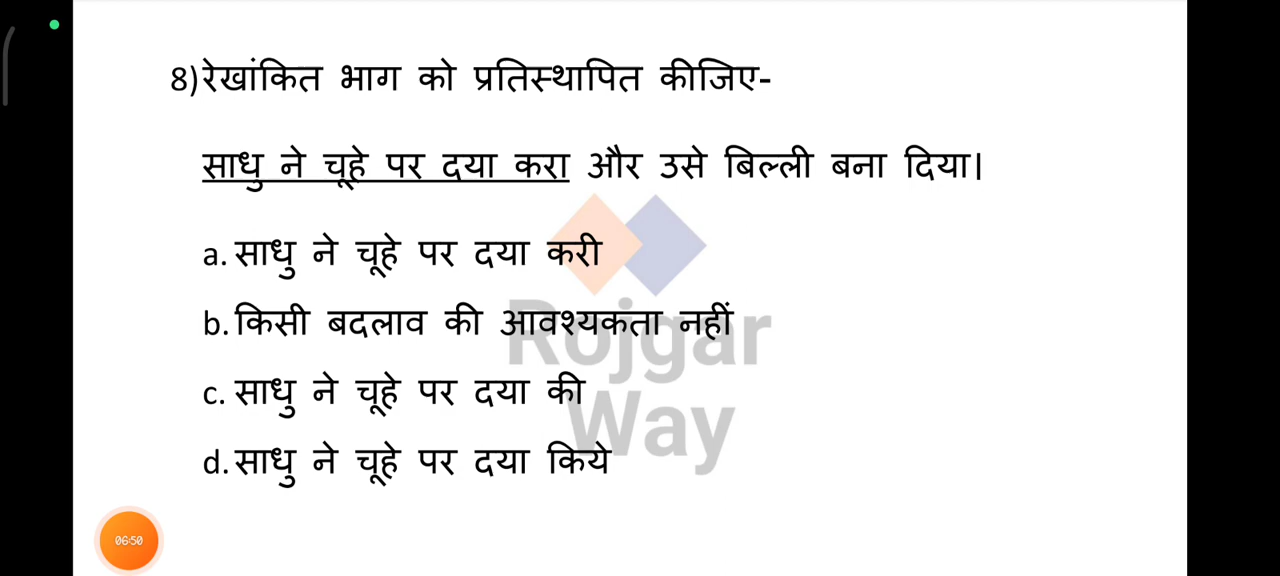 8)रेखांकित भाग को प्रतिस्थापित कीजिए-
साधु ने चूहे पर दया करा और उसे बिल्ली बना दिया।
a. साधु ने चूहे पर दया करी
b. किसी बदलाव की आवश्यकता नहीं
c. साधु ने चूहे पर दया की
d. साधु ने चूहे पर दया किये
Rojgar
Way
06:50